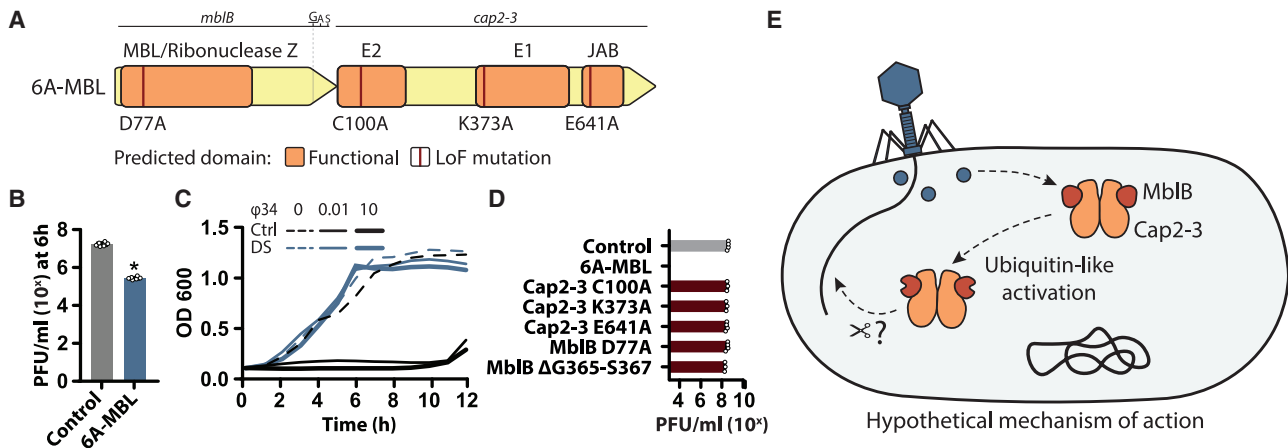 A
mblB
GAS
cap2-3
MBL/Ribonuclease Z
E2
E1
JAB
6A-MBL
D77A
C100A
K373A
E641A
Predicted domain:
Functional
LoF mutation
B
PFU/ml (10ˣ) at 6h
8
6
4
2
0
*
Control
6A-MBL
C
φ34
0
0.01
10
Ctrl
DS
OD 600
1.5
1.0
0.5
0.0
0
2
4
6
8
10
12
Time (h)
D
Control
6A-MBL
Cap2-3 C100A
Cap2-3 K373A
Cap2-3 E641A
MblB D77A
MblB ΔG365-S367
4
6
8
10
PFU/ml (10ˣ)
E
MblB
Cap2-3
Ubiquitin-like
activation
?
Hypothetical mechanism of action